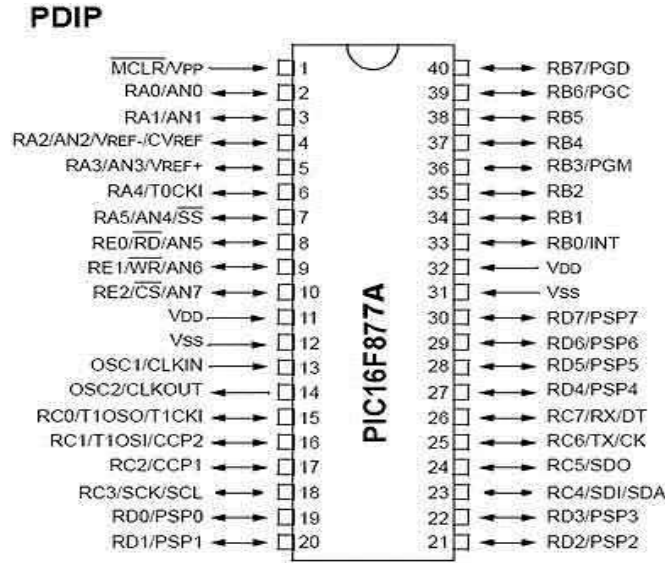 PDIP
MCLR/VPP 1
RA0/AN0 2
RA1/AN1 3
RA2/AN2/VREF-/CVREF 4
RA3/AN3/VREF+ 5
RA4/T0CKI 6
RA5/AN4/SS 7
RE0/RD/AN5 8
RE1/WR/AN6 9
RE2/CS/AN7 10
VDD 11
VSS 12
OSC1/CLKIN 13
OSC2/CLKOUT 14
RC0/T1OSO/T1CKI 15
RC1/T1OSI/CCP2 16
RC2/CCP1 17
RC3/SCK/SCL 18
RD0/PSP0 19
RD1/PSP1 20
PIC16F877A
40 RB7/PGD
39 RB6/PGC
38 RB5
37 RB4
36 RB3/PGM
35 RB2
34 RB1
33 RB0/INT
32 VDD
31 VSS
30 RD7/PSP7
29 RD6/PSP6
28 RD5/PSP5
27 RD4/PSP4
26 RC7/RX/DT
25 RC6/TX/CK
24 RC5/SDO
23 RC4/SDI/SDA
22 RD3/PSP3
21 RD2/PSP2